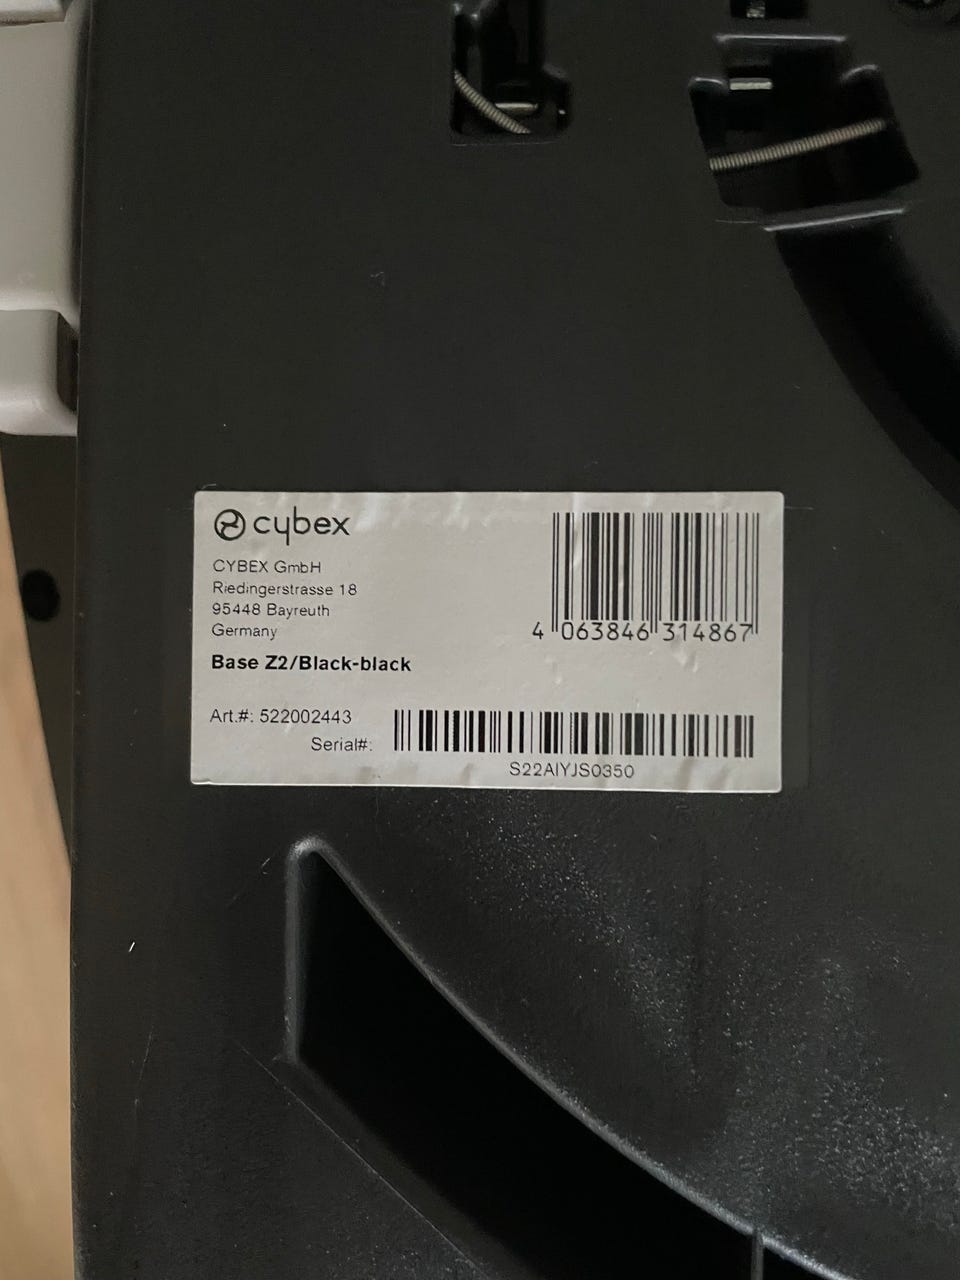 cybex
CYBEX GmbH
Riedingerstrasse 18
95448 Bayreuth
Germany
4 063846 314867
Base Z2/Black-black
Art.#: 522002443
Serial#:
S22AIYJS0350